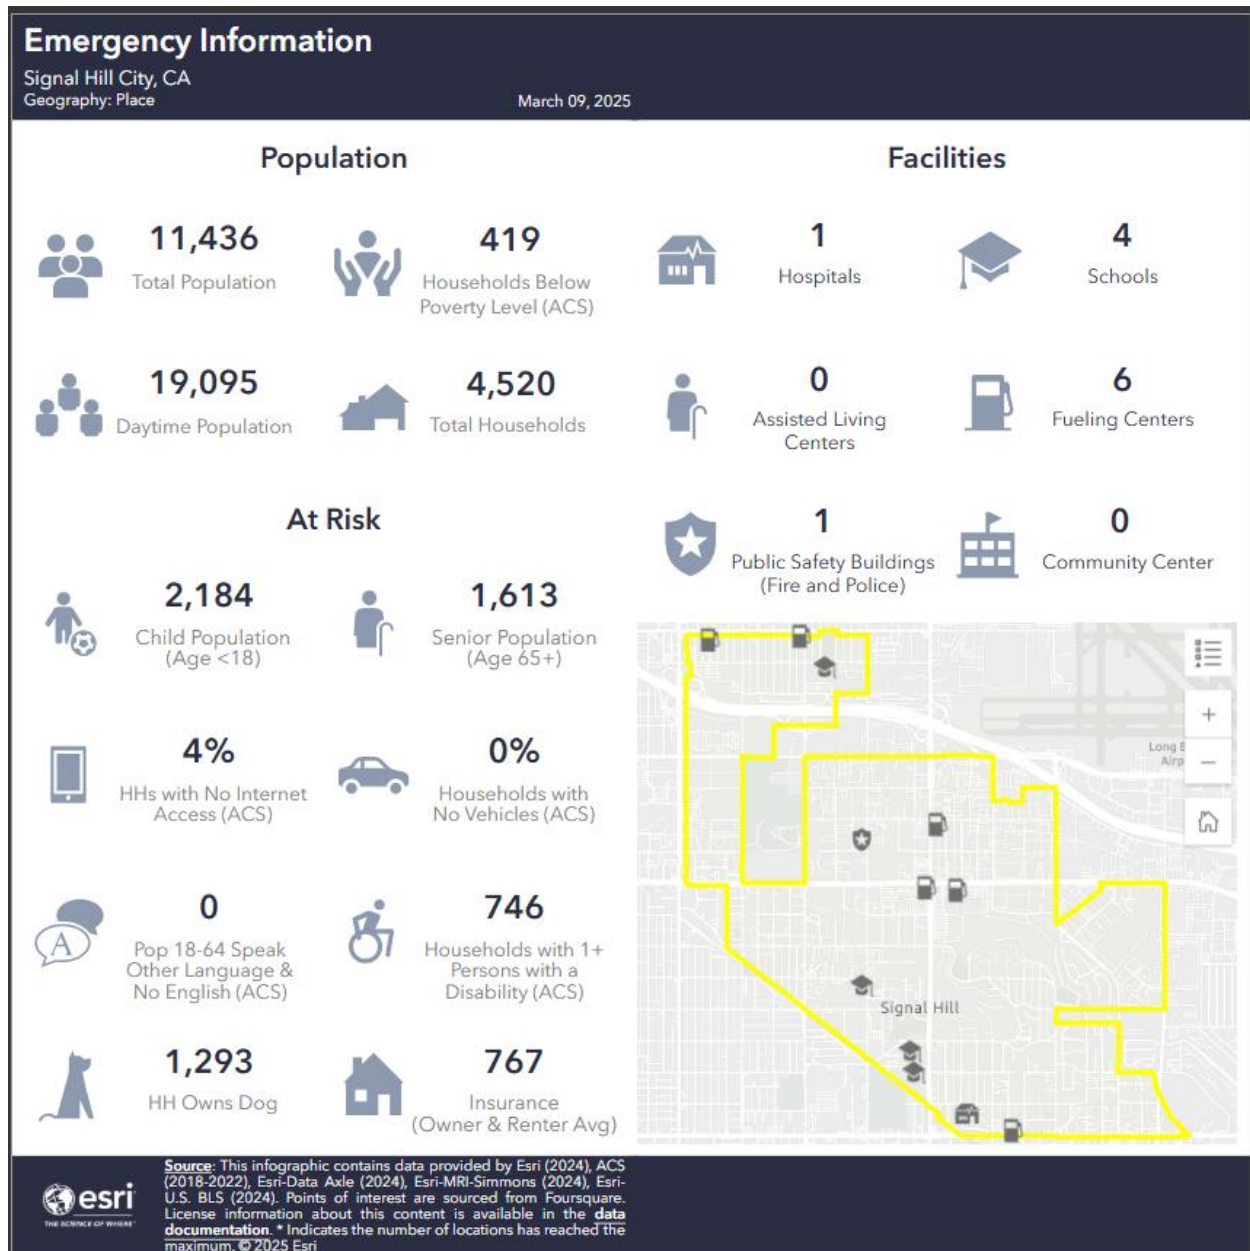 Emergency Information
Signal Hill City, CA
Geography: Place
March 09, 2025
Population
11,436
Total Population
419
Households Below
Poverty Level (ACS)
19,095
Daytime Population
4,520
Total Households
At Risk
2,184
Child Population
(Age <18)
1,613
Senior Population
(Age 65+)
4%
HHs with No Internet
Access (ACS)
0%
Households with
No Vehicles (ACS)
A
0
Pop 18-64 Speak
Other Language &
No English (ACS)
746
Households with 1+
Persons with a
Disability (ACS)
1,293
HH Owns Dog
767
Insurance
(Owner & Renter Avg)
Facilities
1
Hospitals
4
Schools
0
Assisted Living
Centers
6
Fueling Centers
1
Public Safety Buildings
(Fire and Police)
0
Community Center
+
Long
Airp
−
Signal Hill
esri
THE SCIENCE OF WHERE
Source: This infographic contains data provided by Esri (2024), ACS
(2018-2022), Esri-Data Axle (2024), Esri-MRI-Simmons (2024), Esri-
U.S. BLS (2024). Points of interest are sourced from Foursquare.
License information about this content is available in the data
documentation. * Indicates the number of locations has reached the
maximum. © 2025 Esri